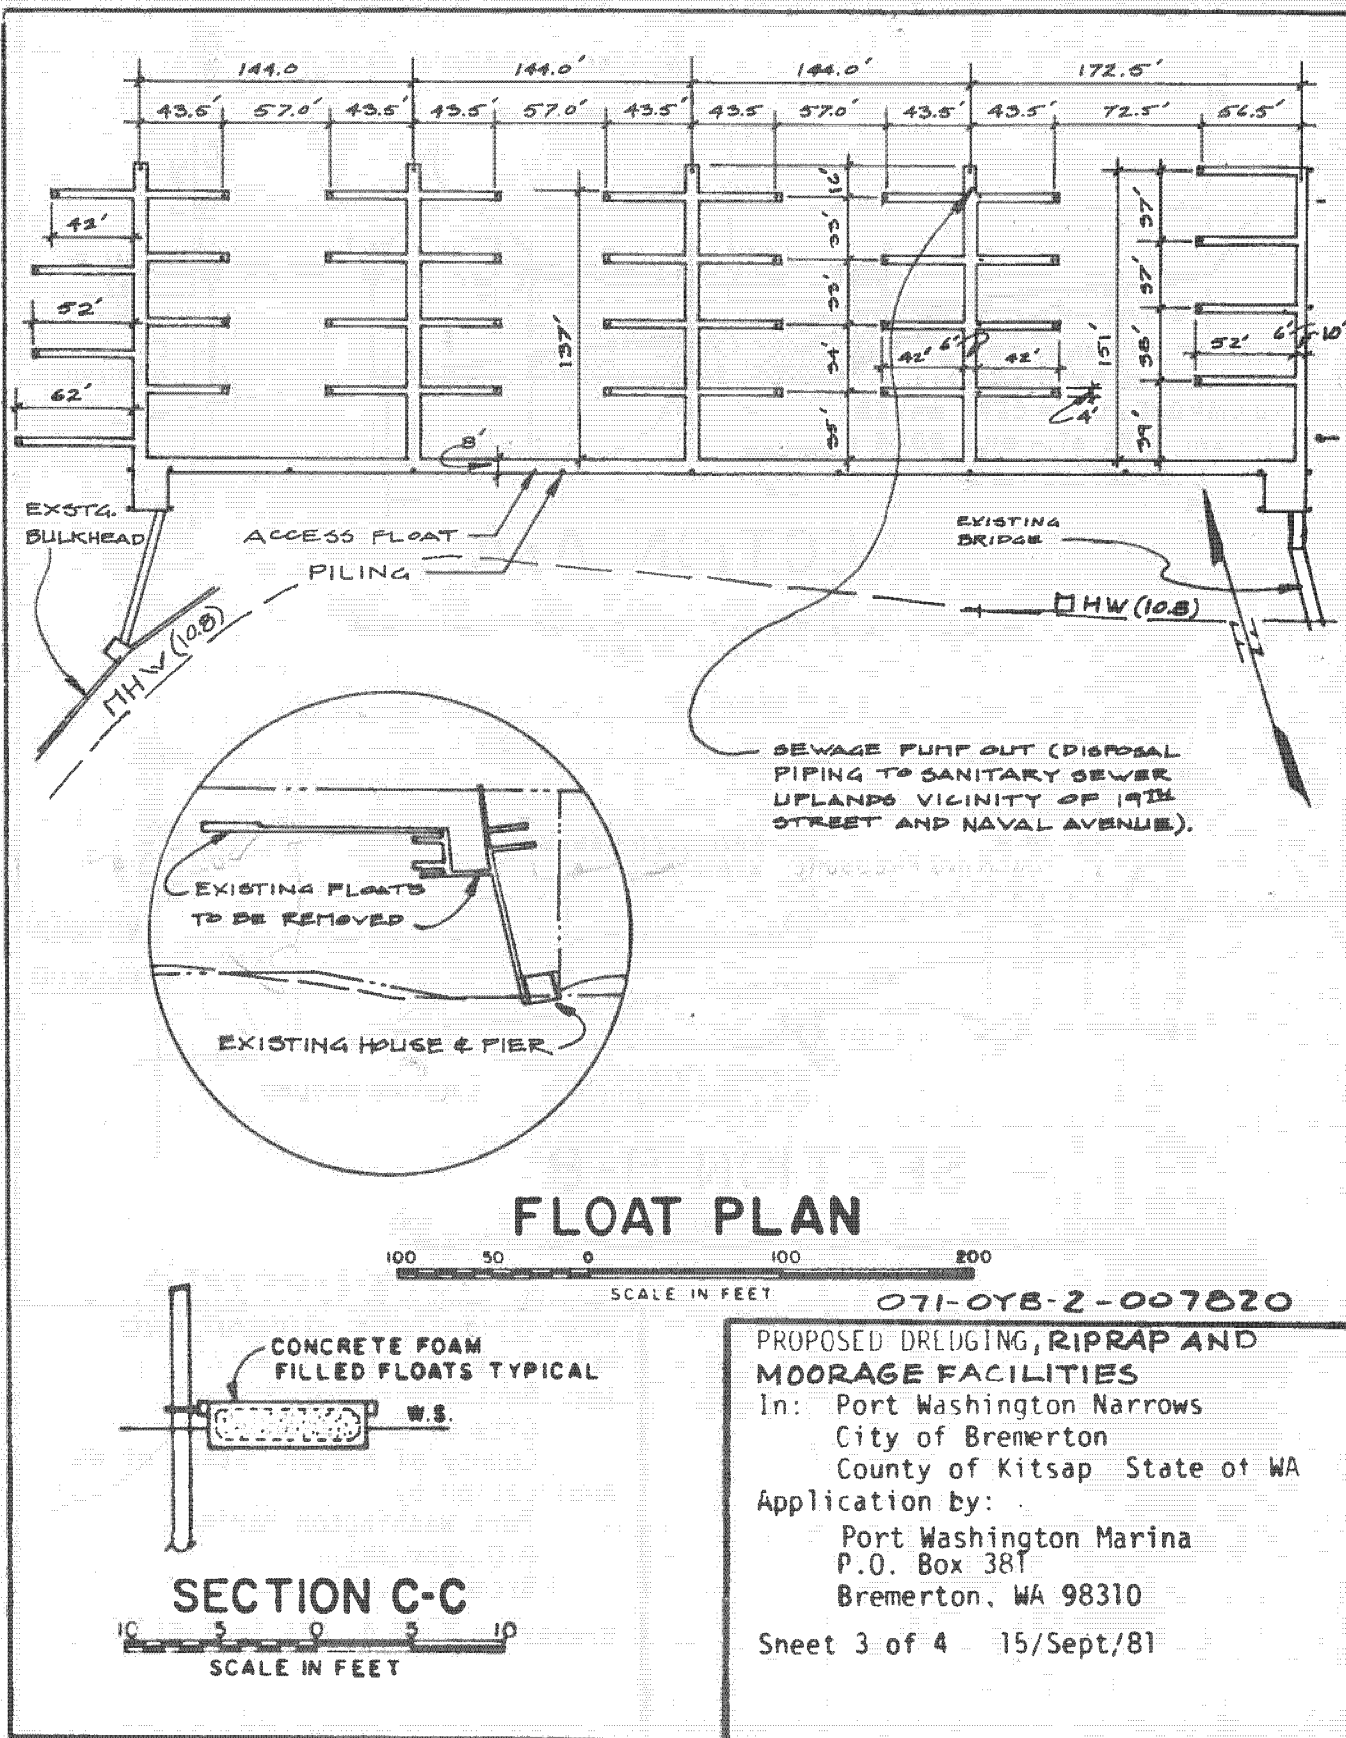 144.0 144.0' 144.0' 172.5'
43.5' 57.0' 43.5' 43.5' 57.0' 43.5' 43.5 57.0' 43.5' 43.5' 72.5' 56.5'
42'
52'
62'
137'
8'
16'
33'
33'
34'
35'
42' 6' 42'
4'
151'
37'
37'
38'
39'
52' 6' 10'
EXSTG.
BULKHEAD
ACCESS FLOAT
PILING
MHW (10.8)
EXISTING
BRIDGE
HW (10.8)
SEWAGE PUMP OUT (DISPOSAL
PIPING TO SANITARY SEWER
UPLANDS VICINITY OF 19TH
STREET AND NAVAL AVENUE).
EXISTING FLOATS
TO BE REMOVED
EXISTING HOUSE & PIER
FLOAT PLAN
100 50 0 100 200
SCALE IN FEET
071-OYB-2-007820
CONCRETE FOAM
FILLED FLOATS TYPICAL
W.S.
SECTION C-C
10 5 0 5 10
SCALE IN FEET
PROPOSED DREDGING, RIPRAP AND
MOORAGE FACILITIES
In: Port Washington Narrows
City of Bremerton
County of Kitsap State of WA
Application by:
Port Washington Marina
P.O. Box 381
Bremerton, WA 98310
Sheet 3 of 4 15/Sept/81